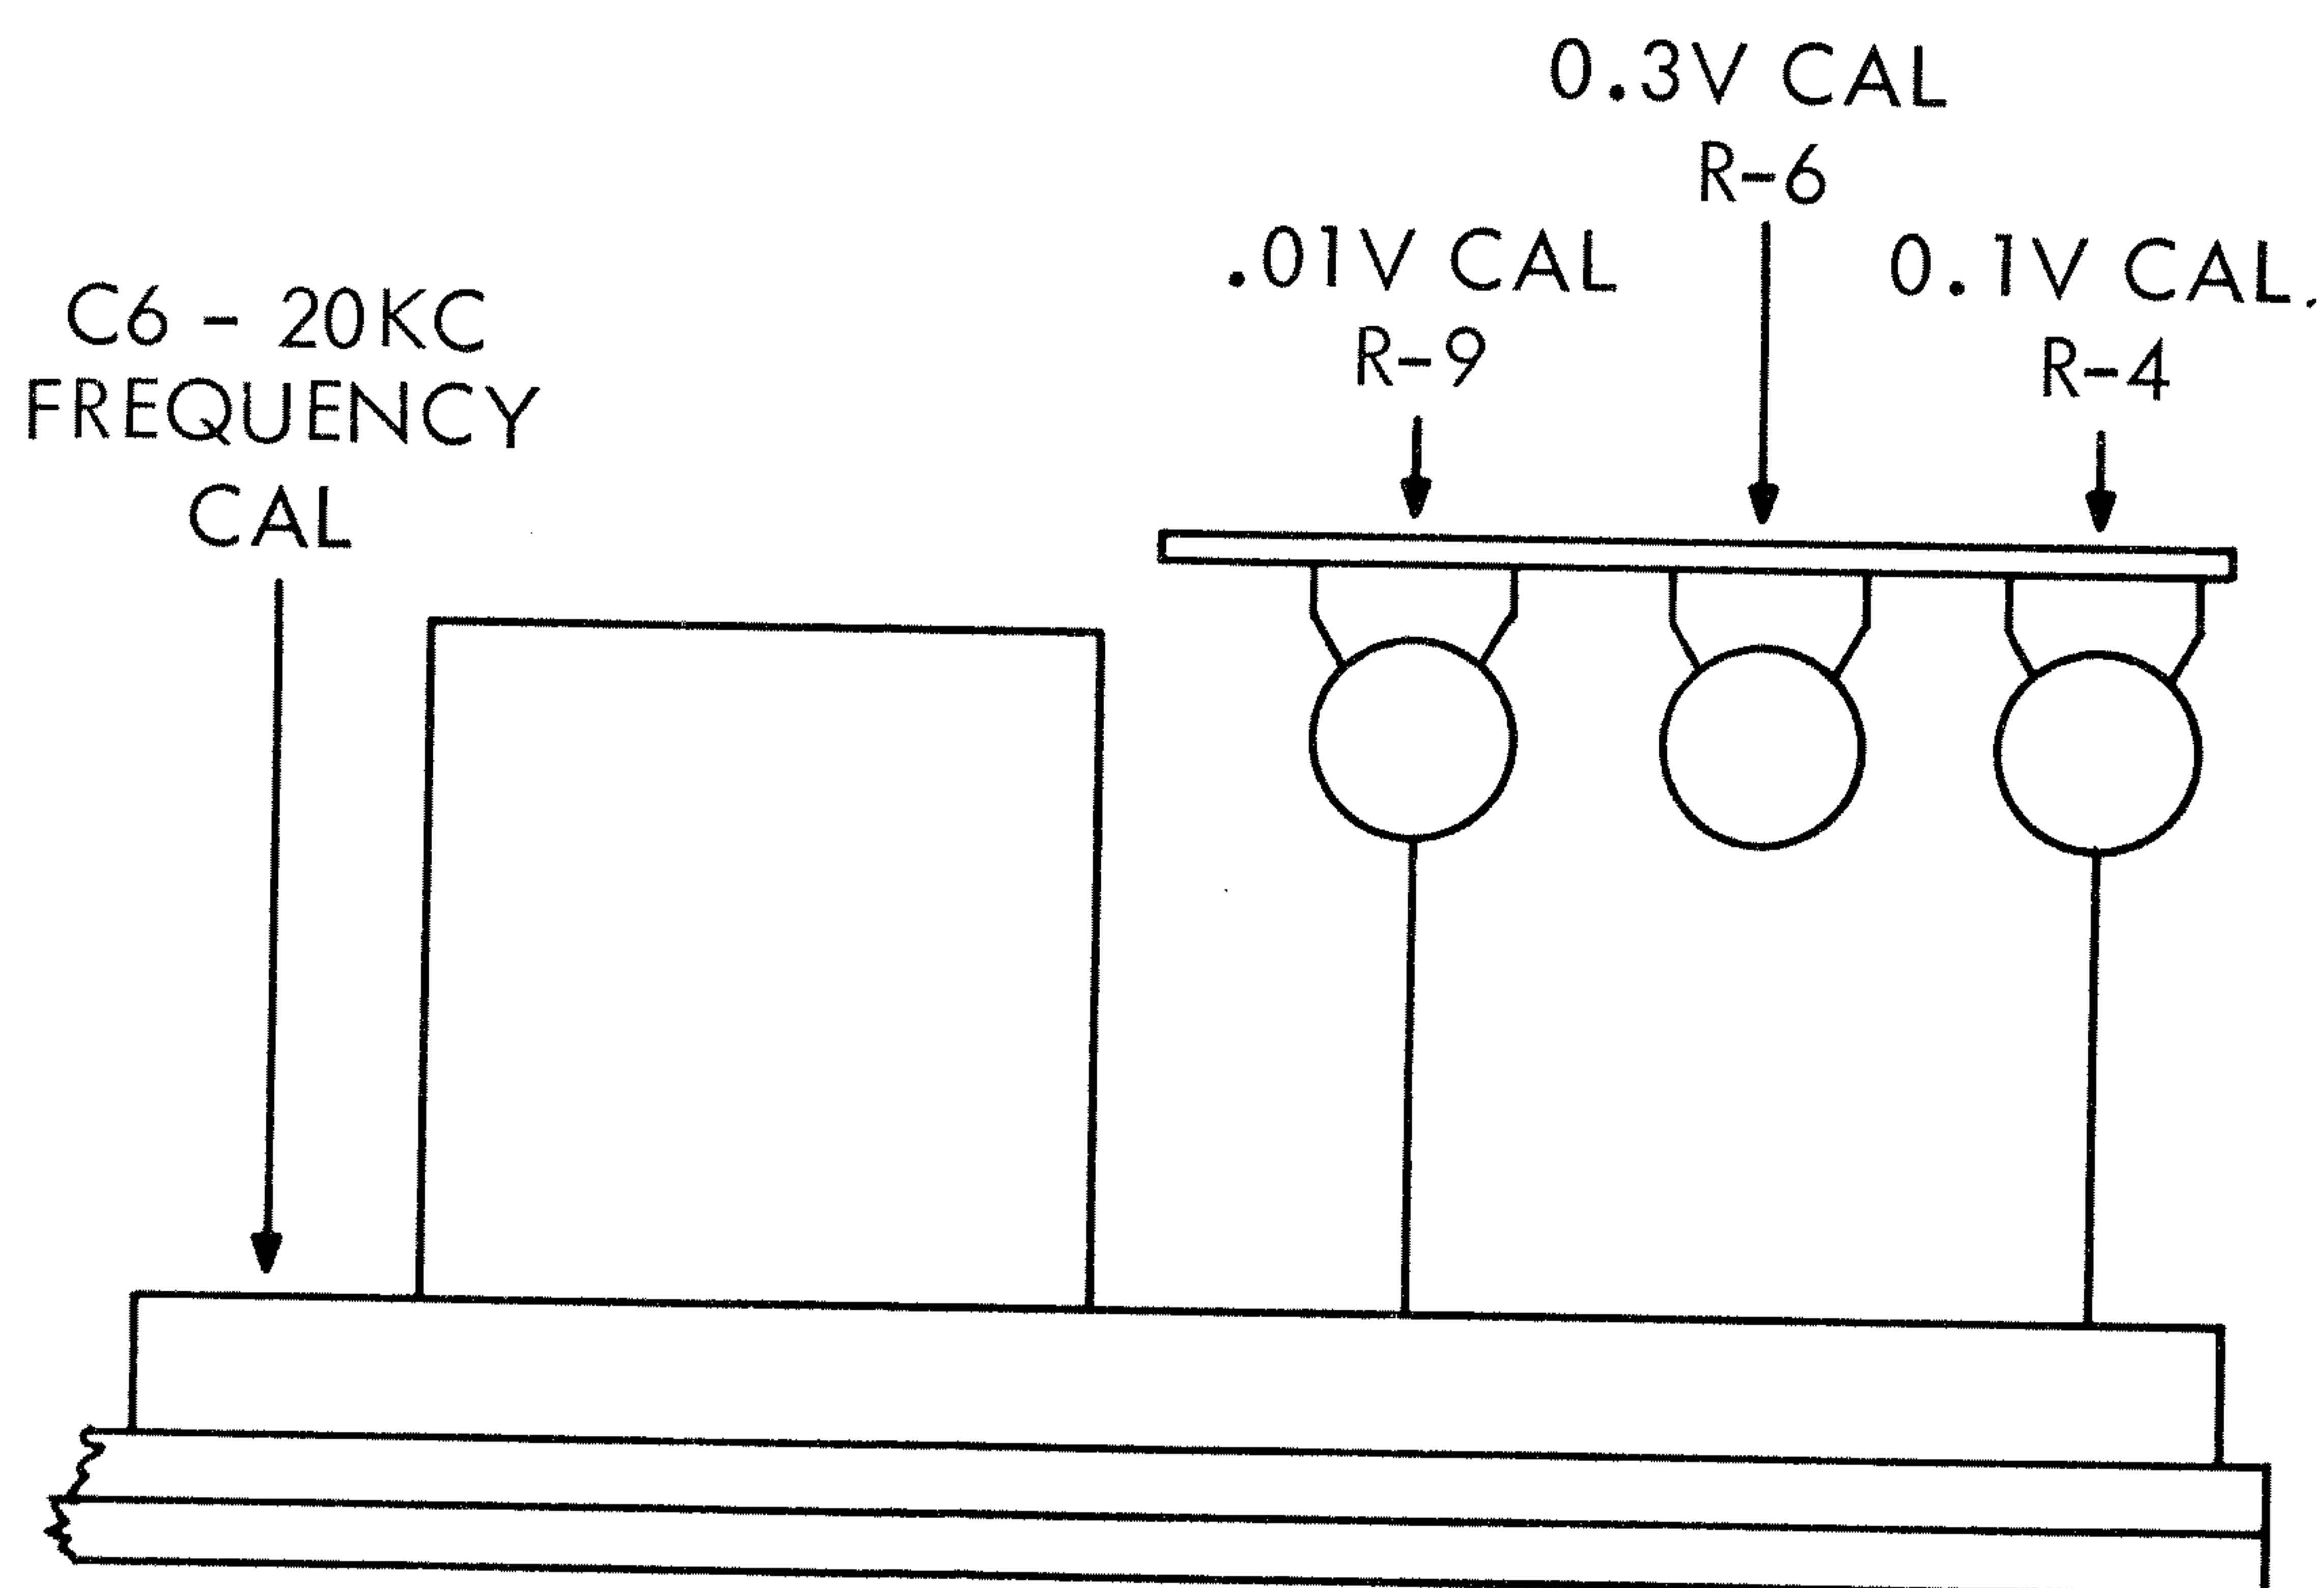 0.3V CAL
R-6
.01V CAL
R-9
0.1V CAL.
R-4
C6 - 20KC
FREQUENCY
CAL